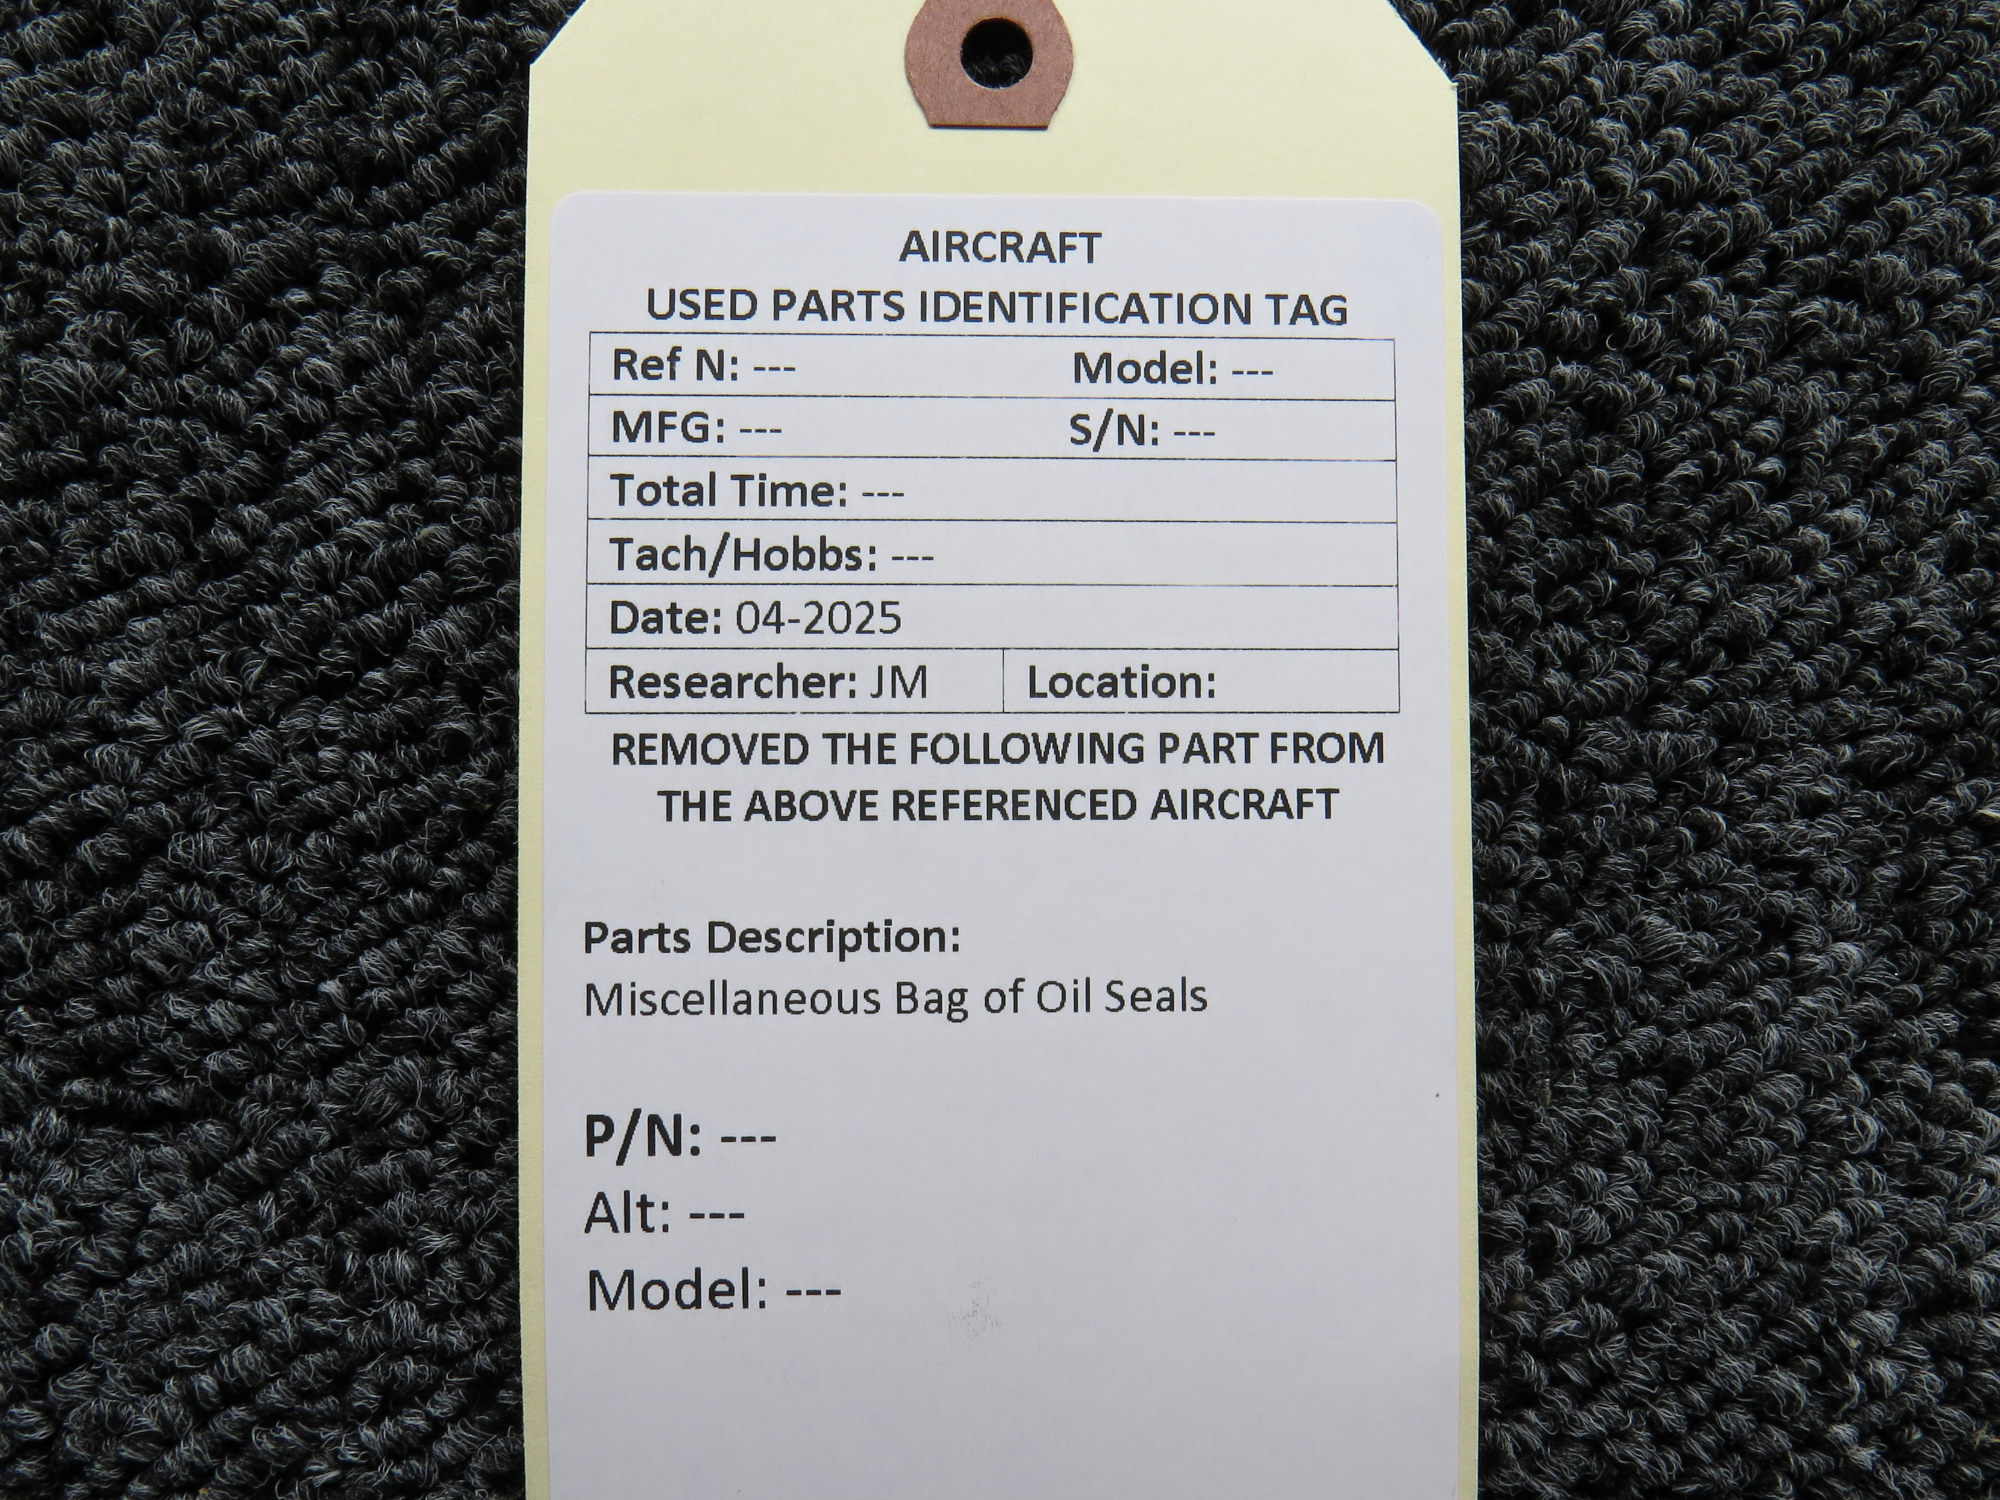 AIRCRAFT
USED PARTS IDENTIFICATION TAG
Ref N: --- Model: ---
MFG: --- S/N: ---
Total Time: ---
Tach/Hobbs: ---
Date: 04-2025
Researcher: JM Location:
REMOVED THE FOLLOWING PART FROM
THE ABOVE REFERENCED AIRCRAFT
Parts Description:
Miscellaneous Bag of Oil Seals
P/N: ---
Alt: ---
Model: ---